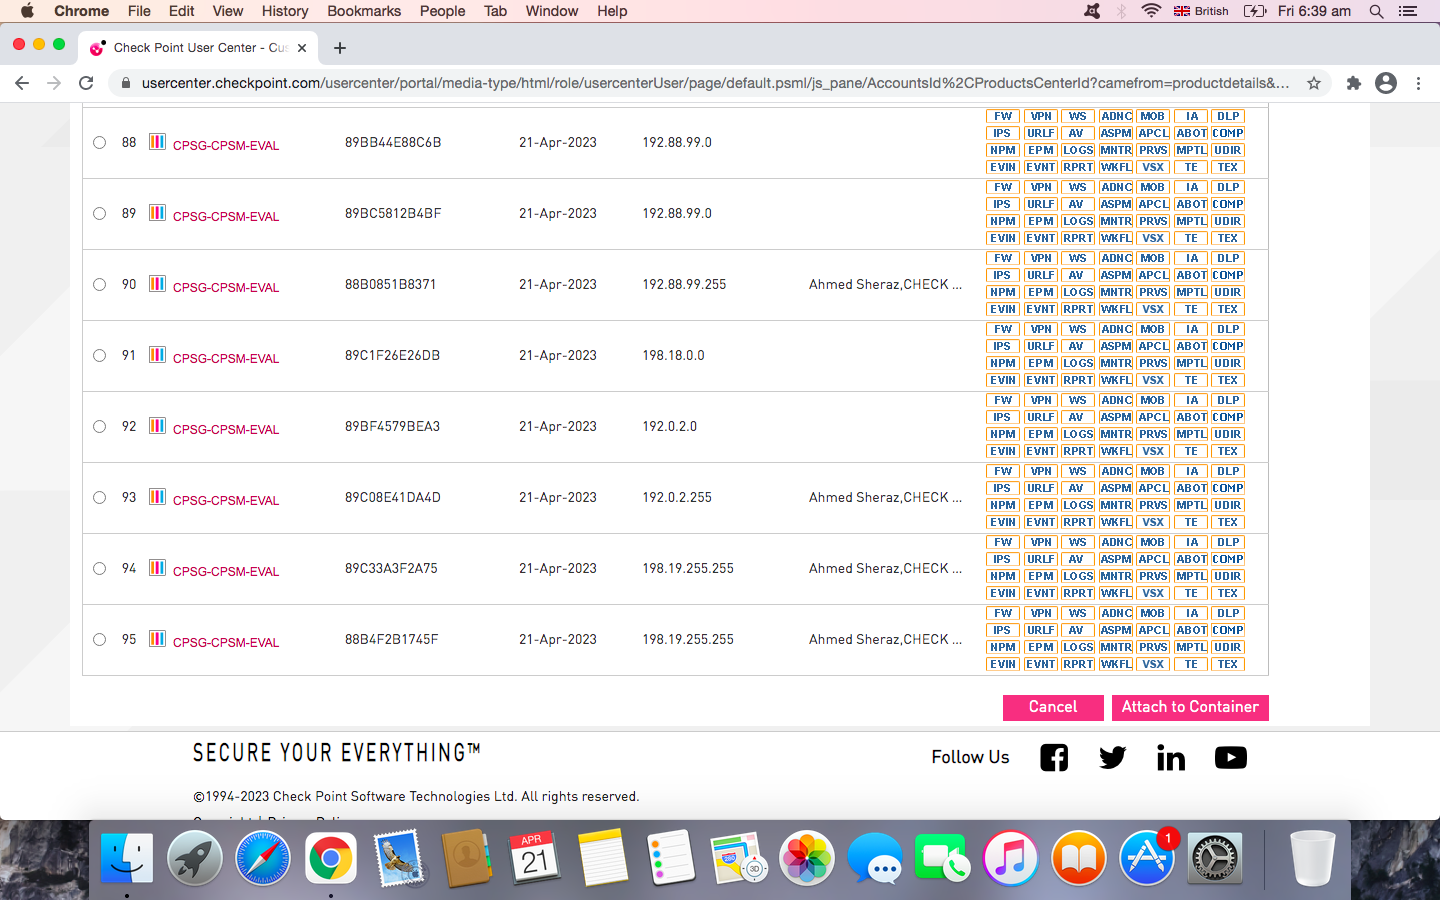 Chrome File Edit View History Bookmarks People Tab Window Help British Fri 6:39 am
Check Point User Center - Cus
usercenter.checkpoint.com/usercenter/portal/media-type/html/role/usercenterUser/page/default.psml/js_pane/AccountsId%2CProductsCenterId?camefrom=productdetails&...
FW VPN WS ADNC MOB IA DLP
88 CPSG-CPSM-EVAL 89BB44E88C6B 21-Apr-2023 192.88.99.0 IPS URLF AV ASPM APCL ABOT COMP
NPM EPM LOGS MNTR PRVS MPTL UDIR
EVIN EVNT RPRT WKFL VSX TE TEX
FW VPN WS ADNC MOB IA DLP
89 CPSG-CPSM-EVAL 89BC5812B4BF 21-Apr-2023 192.88.99.0 IPS URLF AV ASPM APCL ABOT COMP
NPM EPM LOGS MNTR PRVS MPTL UDIR
EVIN EVNT RPRT WKFL VSX TE TEX
FW VPN WS ADNC MOB IA DLP
90 CPSG-CPSM-EVAL 88B0851B8371 21-Apr-2023 192.88.99.255 Ahmed Sheraz,CHECK ... IPS URLF AV ASPM APCL ABOT COMP
NPM EPM LOGS MNTR PRVS MPTL UDIR
EVIN EVNT RPRT WKFL VSX TE TEX
FW VPN WS ADNC MOB IA DLP
91 CPSG-CPSM-EVAL 89C1F26E26DB 21-Apr-2023 198.18.0.0 IPS URLF AV ASPM APCL ABOT COMP
NPM EPM LOGS MNTR PRVS MPTL UDIR
EVIN EVNT RPRT WKFL VSX TE TEX
FW VPN WS ADNC MOB IA DLP
92 CPSG-CPSM-EVAL 89BF4579BEA3 21-Apr-2023 192.0.2.0 IPS URLF AV ASPM APCL ABOT COMP
NPM EPM LOGS MNTR PRVS MPTL UDIR
EVIN EVNT RPRT WKFL VSX TE TEX
FW VPN WS ADNC MOB IA DLP
93 CPSG-CPSM-EVAL 89C08E41DA4D 21-Apr-2023 192.0.2.255 Ahmed Sheraz,CHECK ... IPS URLF AV ASPM APCL ABOT COMP
NPM EPM LOGS MNTR PRVS MPTL UDIR
EVIN EVNT RPRT WKFL VSX TE TEX
FW VPN WS ADNC MOB IA DLP
94 CPSG-CPSM-EVAL 89C33A3F2A75 21-Apr-2023 198.19.255.255 Ahmed Sheraz,CHECK ... IPS URLF AV ASPM APCL ABOT COMP
NPM EPM LOGS MNTR PRVS MPTL UDIR
EVIN EVNT RPRT WKFL VSX TE TEX
FW VPN WS ADNC MOB IA DLP
95 CPSG-CPSM-EVAL 88B4F2B1745F 21-Apr-2023 198.19.255.255 Ahmed Sheraz,CHECK ... IPS URLF AV ASPM APCL ABOT COMP
NPM EPM LOGS MNTR PRVS MPTL UDIR
EVIN EVNT RPRT WKFL VSX TE TEX
Cancel Attach to Container
SECURE YOUR EVERYTHING™ Follow Us
©1994-2023 Check Point Software Technologies Ltd. All rights reserved.
APR
21
280
3D
1